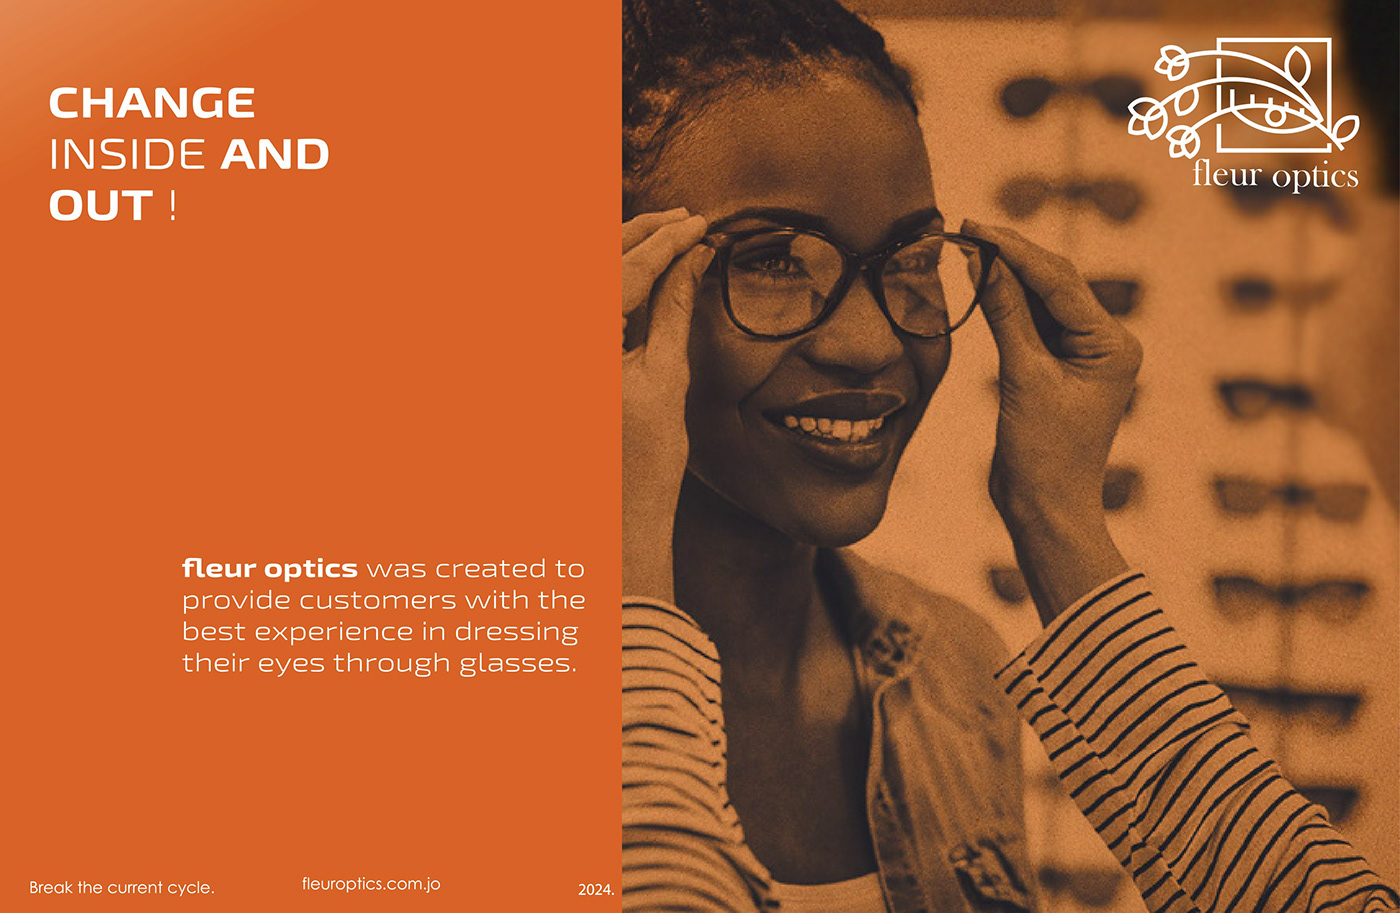 CHANGE
INSIDE AND
OUT !
fleur optics
fleur optics was created to
provide customers with the
best experience in dressing
their eyes through glasses.
Break the current cycle.
fleuroptics.com.jo
2024.